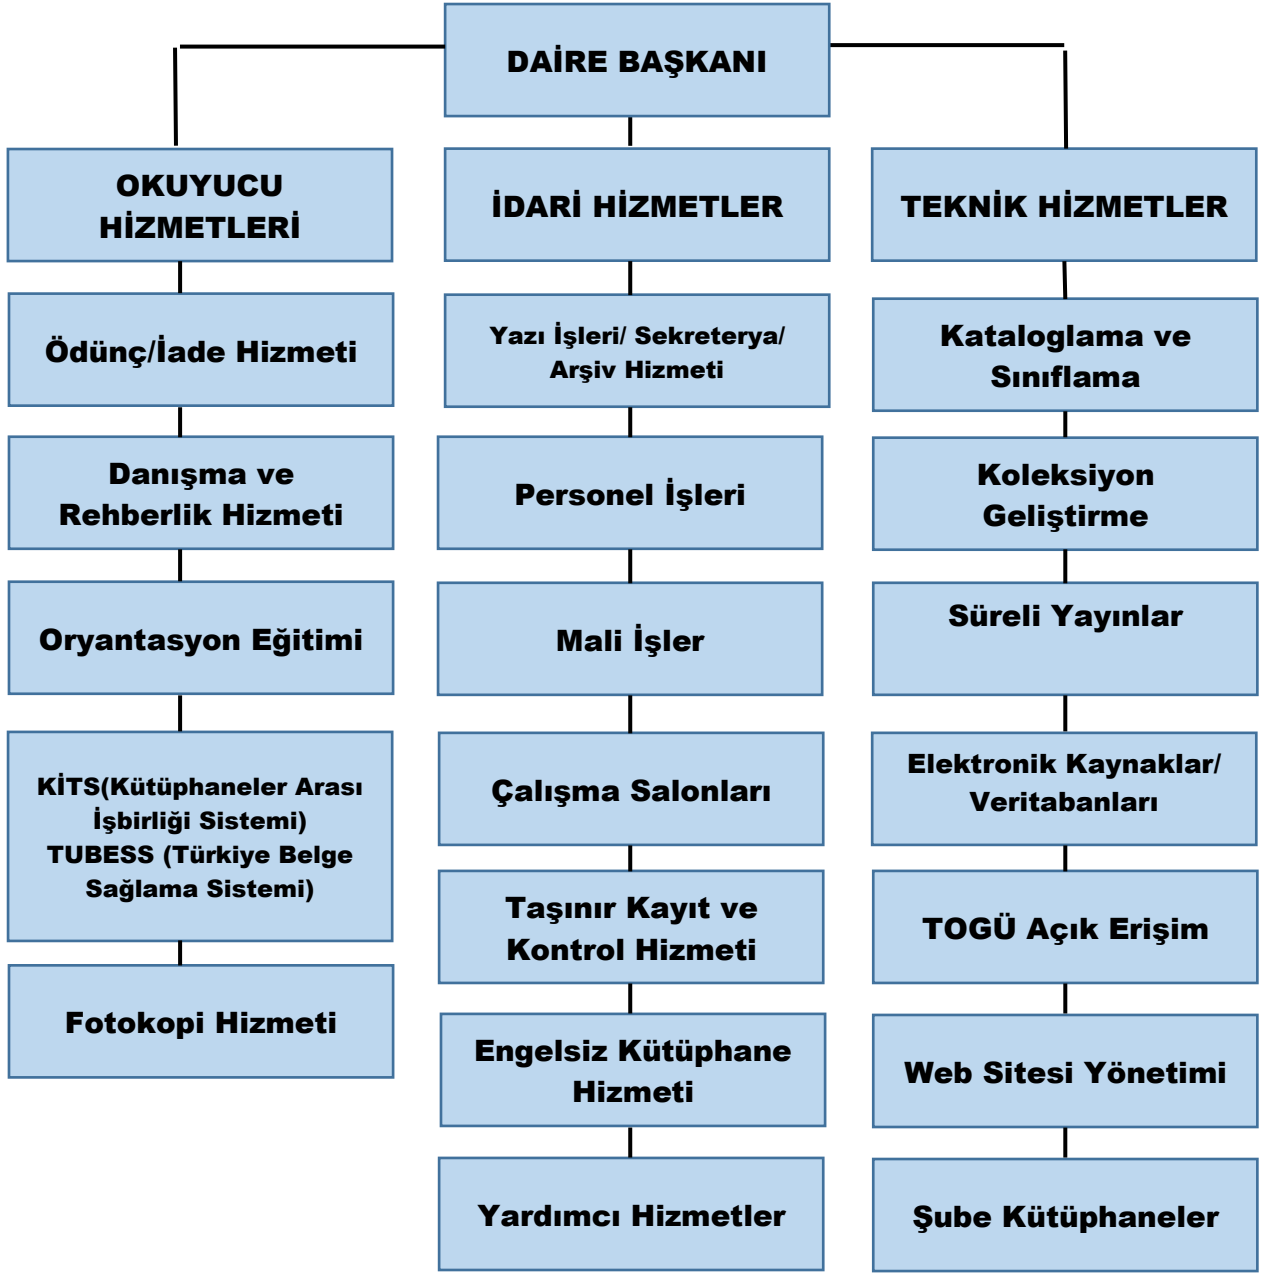 DAİRE BAŞKANI
OKUYUCU
HİZMETLERİ
Ödünç/İade Hizmeti
Danışma ve
Rehberlik Hizmeti
Oryantasyon Eğitimi
KİTS(Kütüphaneler Arası
İşbirliği Sistemi)
TUBESS (Türkiye Belge
Sağlama Sistemi)
Fotokopi Hizmeti
İDARİ HİZMETLER
Yazı İşleri/ Sekreterya/
Arşiv Hizmeti
Personel İşleri
Mali İşler
Çalışma Salonları
Taşınır Kayıt ve
Kontrol Hizmeti
Engelsiz Kütüphane
Hizmeti
Yardımcı Hizmetler
TEKNİK HİZMETLER
Kataloglama ve
Sınıflama
Koleksiyon
Geliştirme
Süreli Yayınlar
Elektronik Kaynaklar/
Veritabanları
TOGÜ Açık Erişim
Web Sitesi Yönetimi
Şube Kütüphaneler